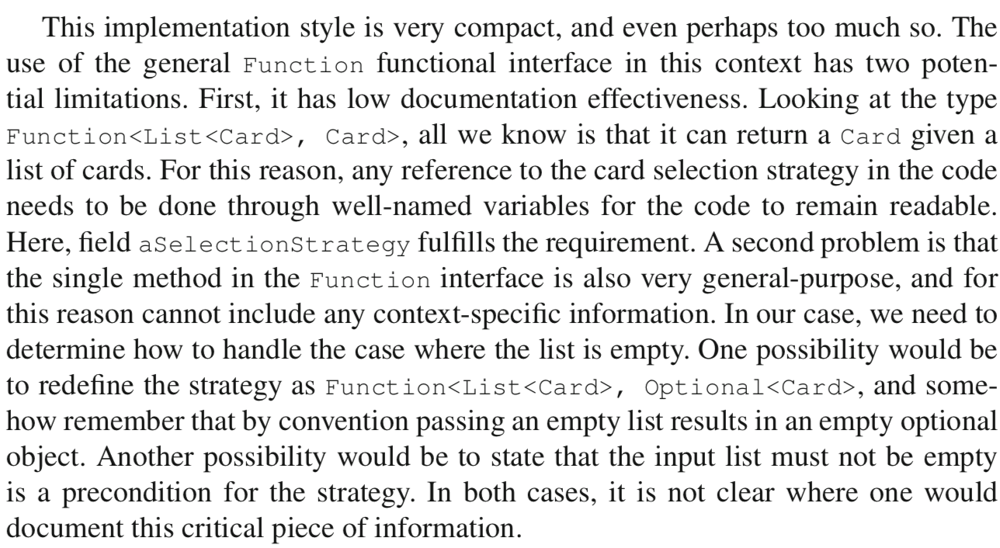 This implementation style is very compact, and even perhaps too much so. The
use of the general Function functional interface in this context has two poten-
tial limitations. First, it has low documentation effectiveness. Looking at the type
Function<List<Card>, Card>, all we know is that it can return a Card given a
list of cards. For this reason, any reference to the card selection strategy in the code
needs to be done through well-named variables for the code to remain readable.
Here, field aSelectionStrategy fulfills the requirement. A second problem is that
the single method in the Function interface is also very general-purpose, and for
this reason cannot include any context-specific information. In our case, we need to
determine how to handle the case where the list is empty. One possibility would be
to redefine the strategy as Function<List<Card>, Optional<Card>, and some-
how remember that by convention passing an empty list results in an empty optional
object. Another possibility would be to state that the input list must not be empty
is a precondition for the strategy. In both cases, it is not clear where one would
document this critical piece of information.